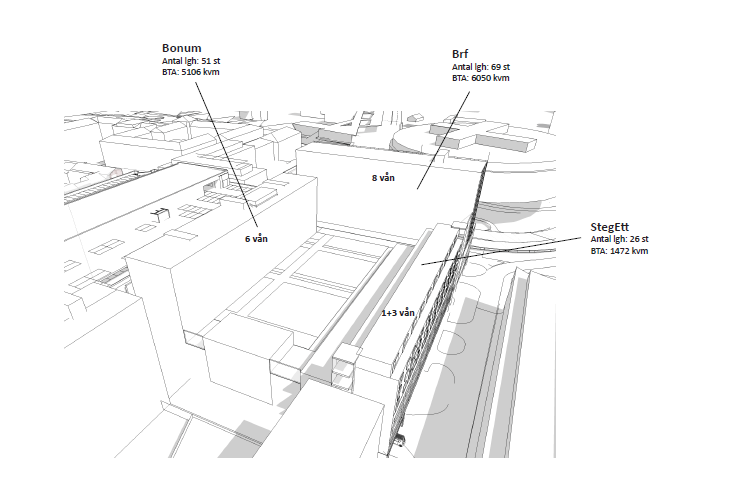 Bonum
Antal lgh: 51 st
BTA: 5106 kvm
Brf
Antal lgh: 69 st
BTA: 6050 kvm
8 vån
StegEtt
Antal lgh: 26 st
BTA: 1472 kvm
6 vån
1+3 vån